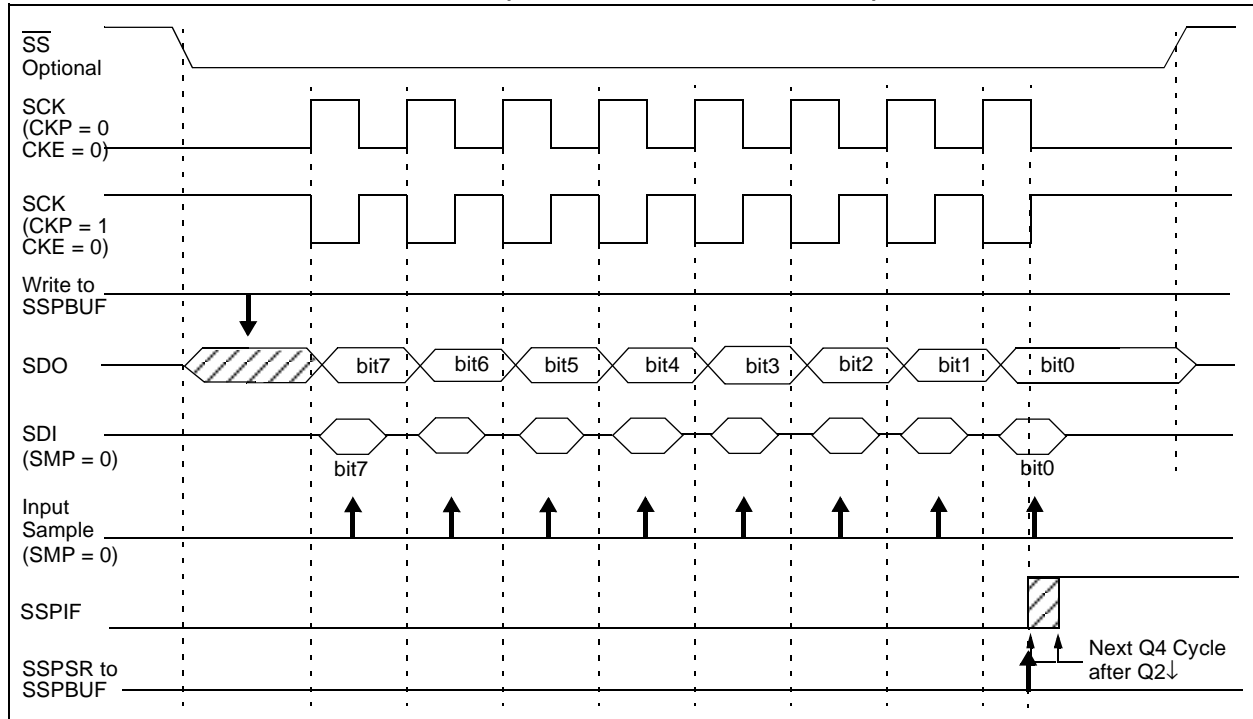 SS
Optional
SCK
(CKP = 0
CKE = 0)
SCK
(CKP = 1
CKE = 0)
Write to
SSPBUF
SDO
bit7 bit6 bit5 bit4 bit3 bit2 bit1 bit0
SDI
(SMP = 0)
bit7 bit0
Input
Sample
(SMP = 0)
SSPIF
Next Q4 Cycle
after Q2↓
SSPSR to
SSPBUF